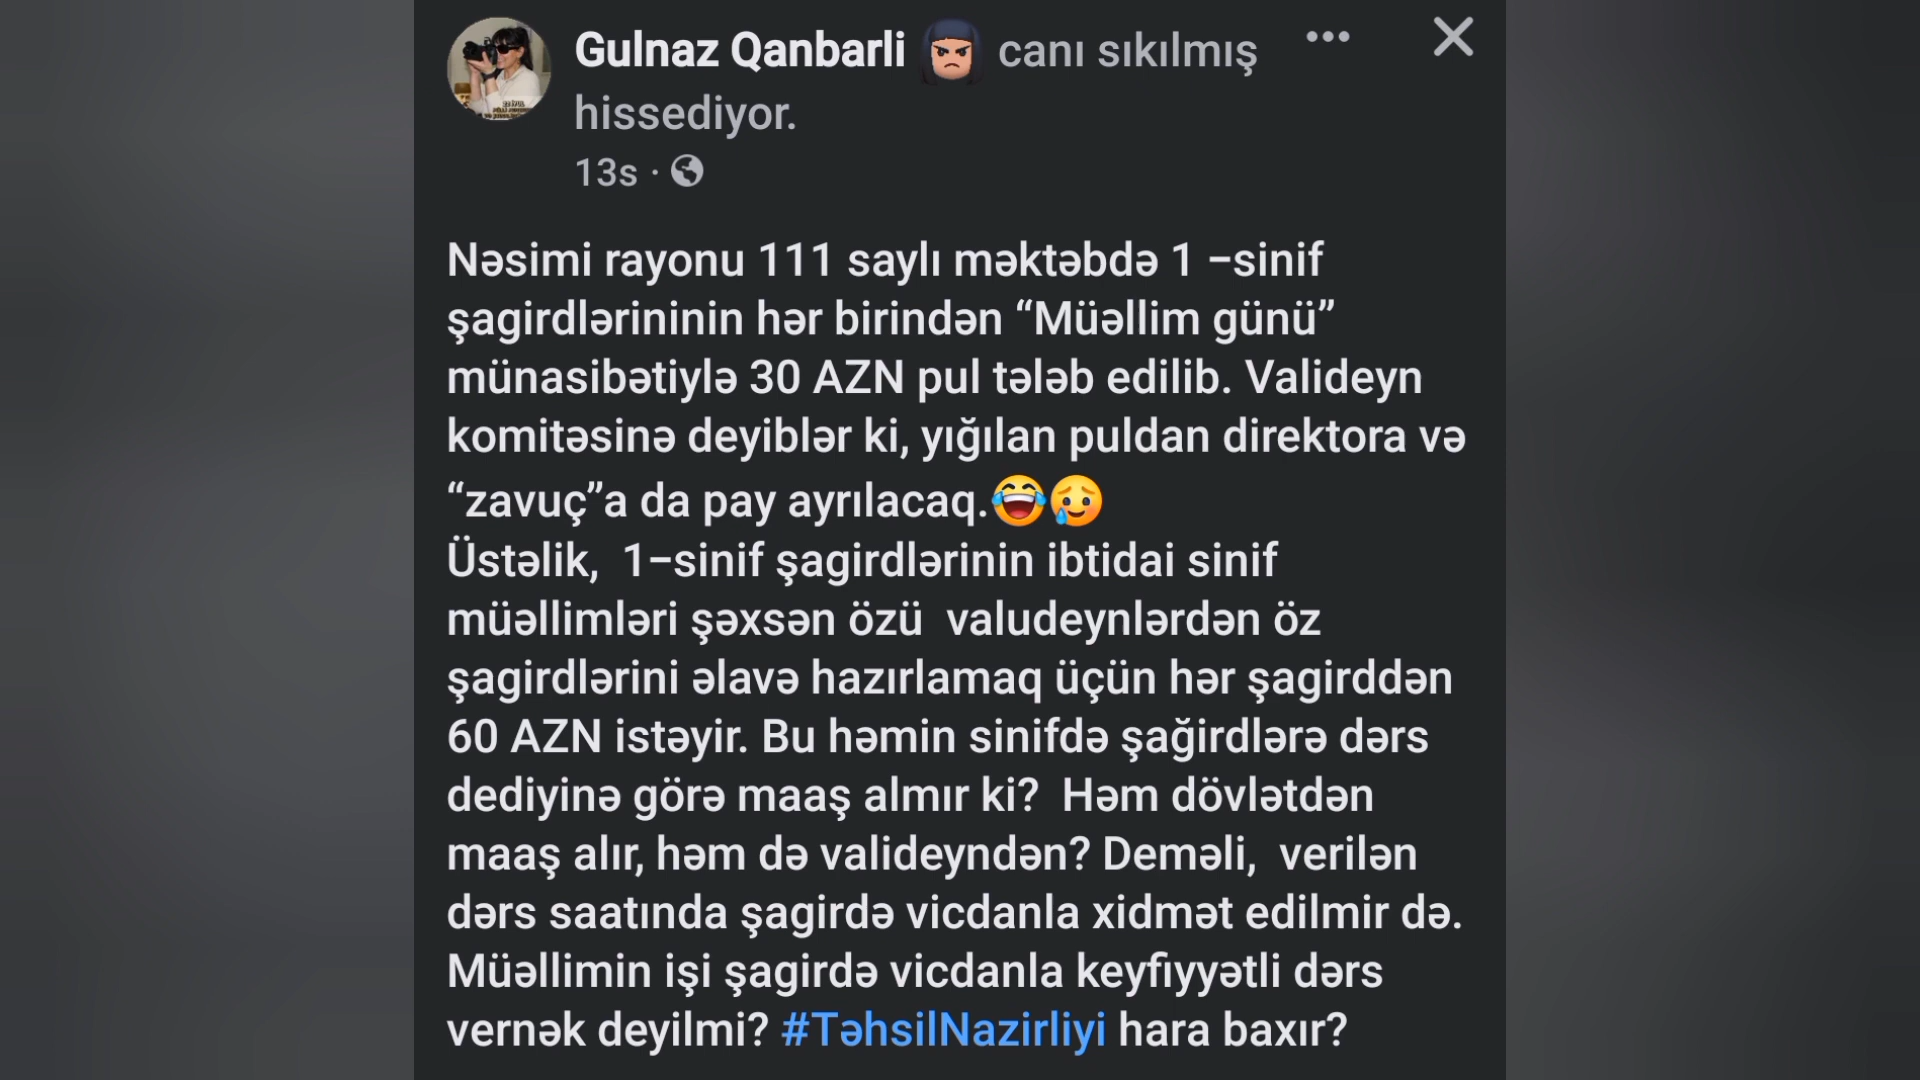 Gulnaz Qanbarli canı sıkılmış
hissediyor.
13s ·
Nəsimi rayonu 111 saylı məktəbdə 1 –sinif
şagirdlərininin hər birindən “Müəllim günü”
münasibətiylə 30 AZN pul tələb edilib. Valideyn
komitəsinə deyiblər ki, yığılan puldan direktora və
“zavuç”a da pay ayrılacaq.😂🥲
Üstəlik,  1–sinif şagirdlərinin ibtidai sinif
müəllimləri şəxsən özü  valudeynlərdən öz
şagirdlərini əlavə hazırlamaq üçün hər şagirddən
60 AZN istəyir. Bu həmin sinifdə şağirdlərə dərs
dediyinə görə maaş almır ki?  Həm dövlətdən
maaş alır, həm də valideyndən? Deməli,  verilən
dərs saatında şagirdə vicdanla xidmət edilmir də.
Müəllimin işi şagirdə vicdanla keyfiyyətli dərs
vernək deyilmi? #TəhsilNazirliyi hara baxır?